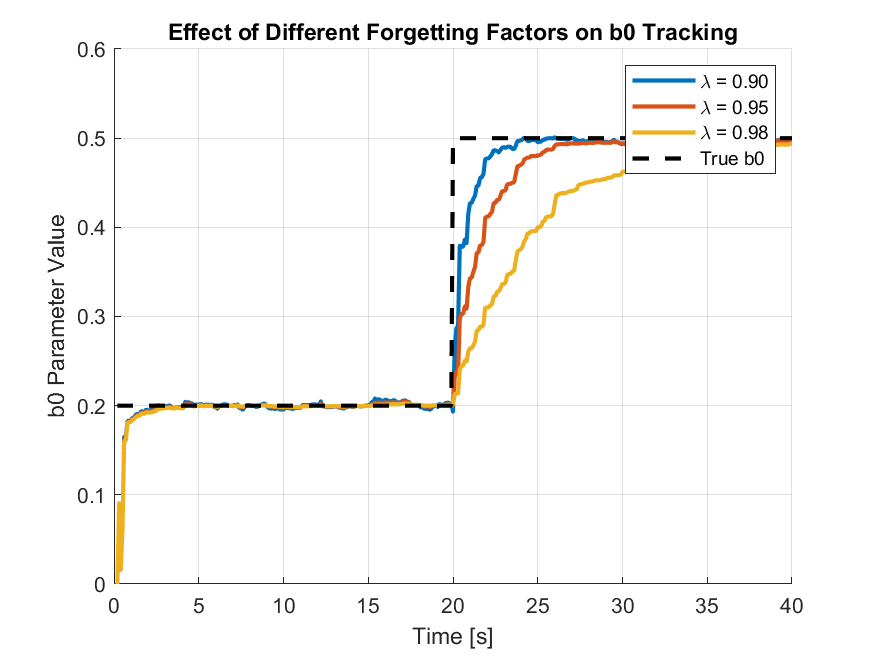 Effect of Different Forgetting Factors on b0 Tracking
λ = 0.90
λ = 0.95
λ = 0.98
True b0
b0 Parameter Value
0.6
0.5
0.4
0.3
0.2
0.1
0
0 5 10 15 20 25 30 35 40
Time [s]